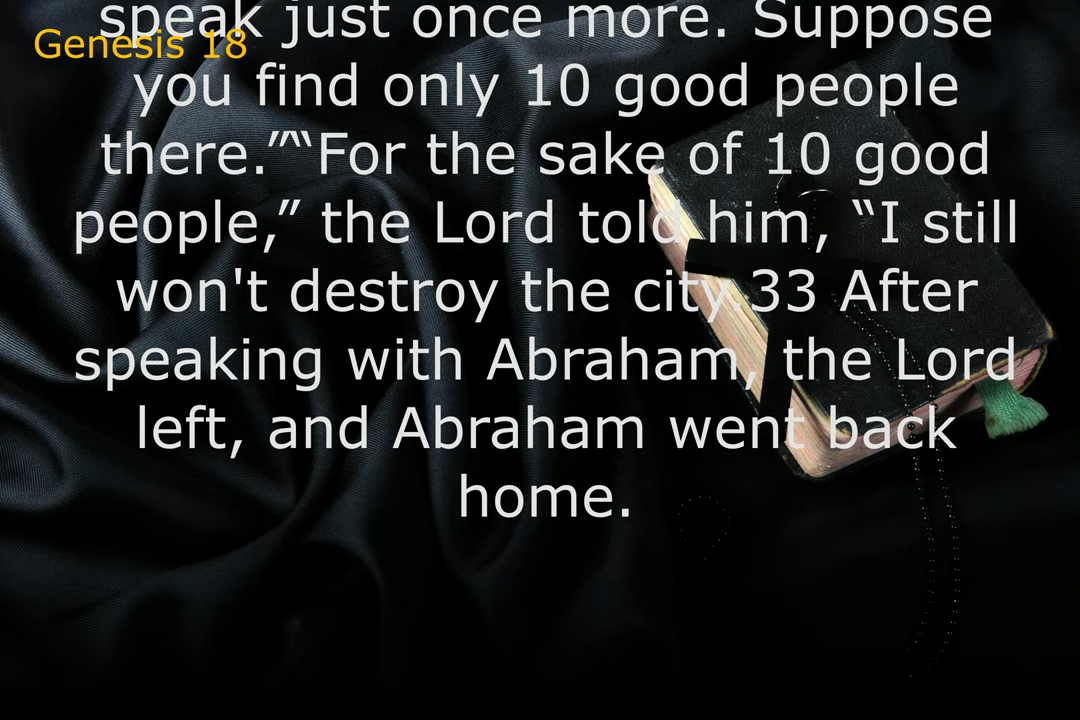 speak just once more. Suppose
Genesis 18
you find only 10 good people
there.”“For the sake of 10 good
people,” the Lord told him, “I still
won't destroy the city.33 After
speaking with Abraham, the Lord
left, and Abraham went back
home.